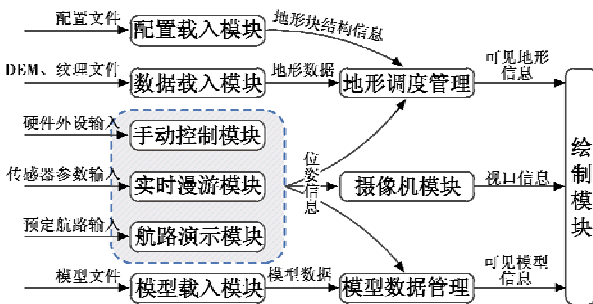 配置文件
配置载入模块
地形块结构信息
DEM、纹理文件
数据载入模块
地形数据
地形调度管理
可见地形
信息
硬件外设输入
手动控制模块
传感器参数输入
实时漫游模块
位姿信息
摄像机模块
视口信息
绘制模块
预定航路输入
航路演示模块
模型文件
模型载入模块
模型数据
模型数据管理
可见模型
信息